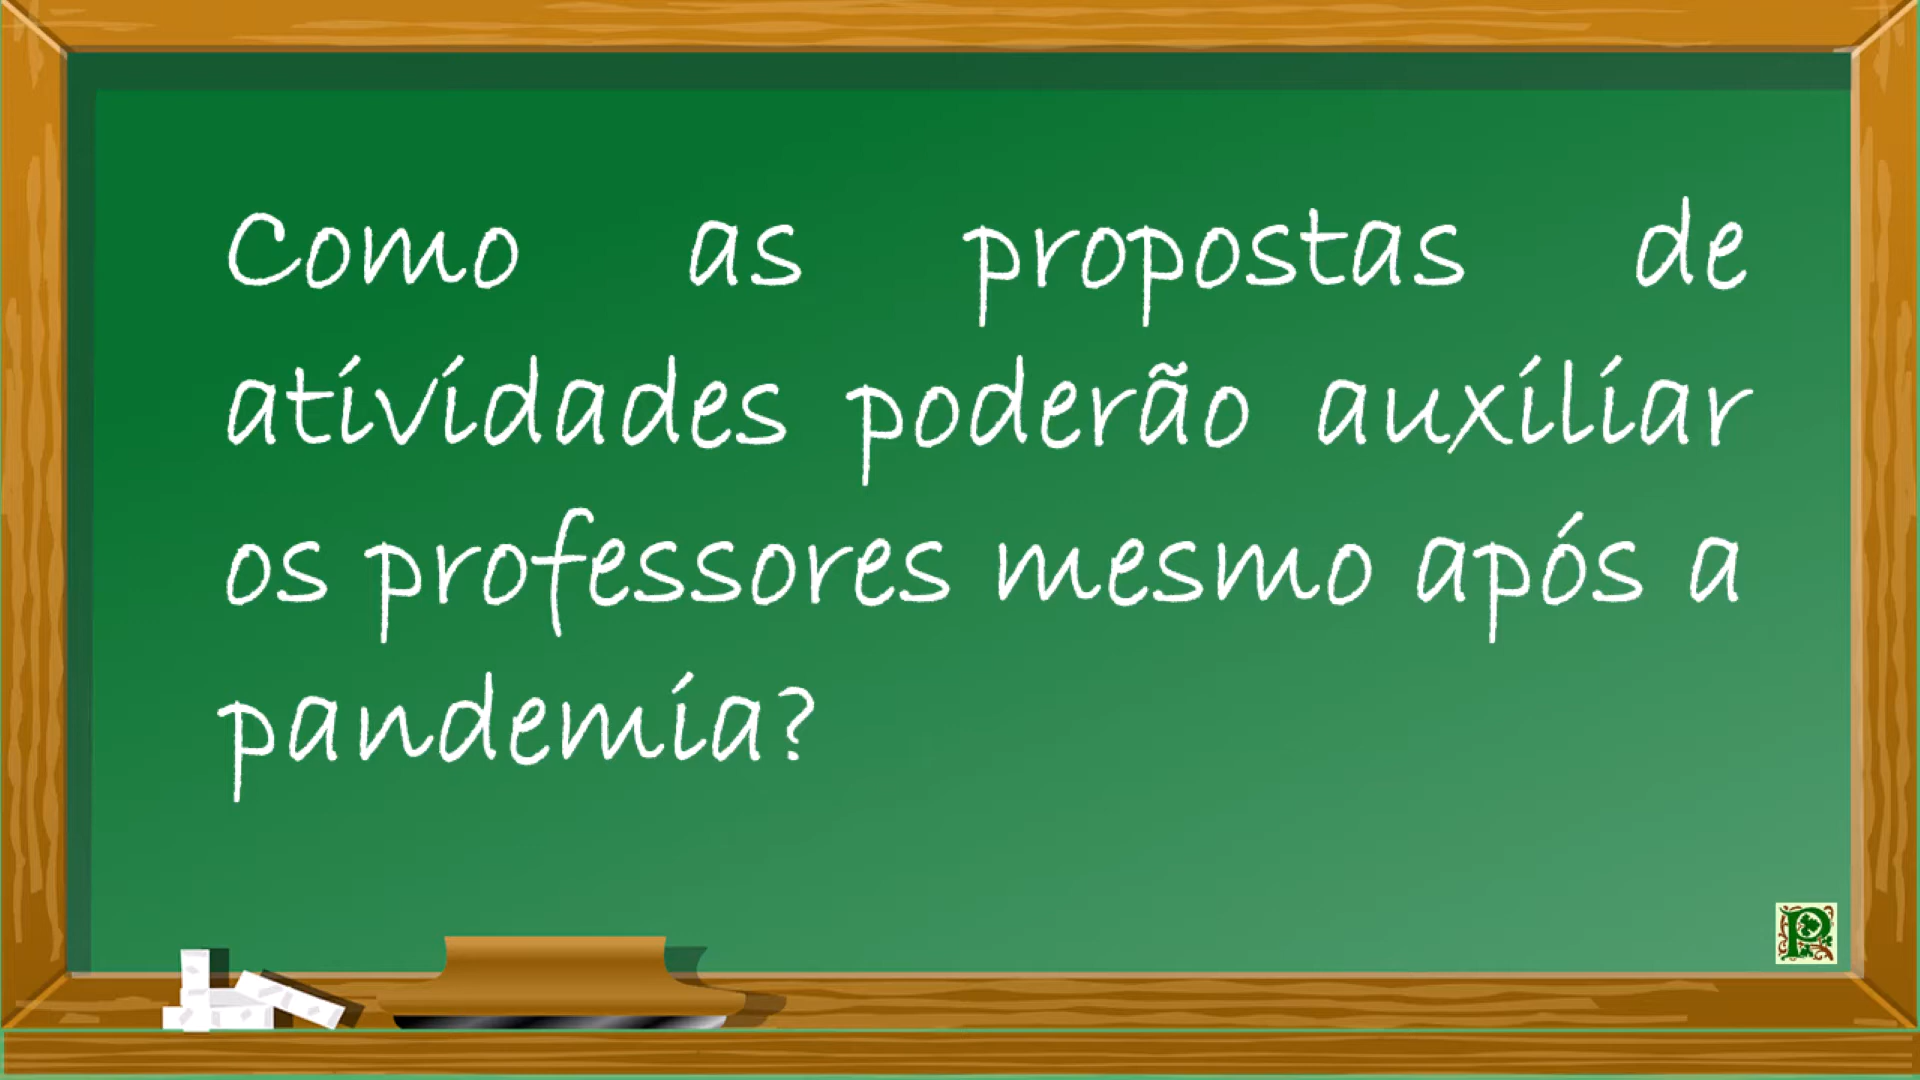 Como as propostas de
atividades poderão auxiliar
os professores mesmo após a
pandemia?
P